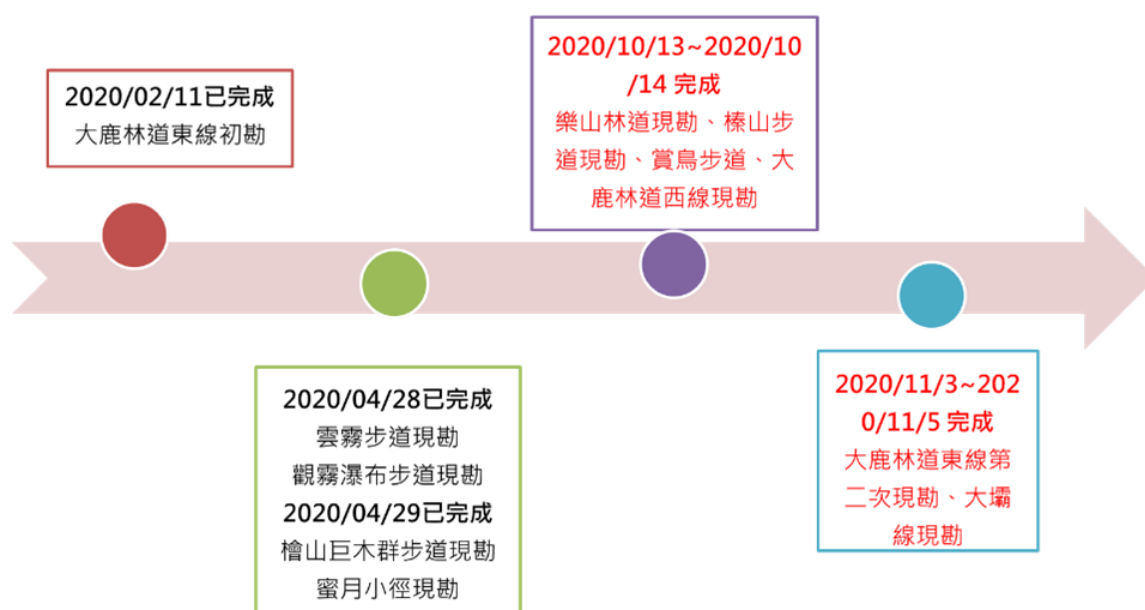 2020/02/11已完成
大鹿林道東線初勘
2020/04/28已完成
雲霧步道現勘
觀霧瀑布步道現勘
2020/04/29已完成
檜山巨木群步道現勘
蜜月小徑現勘
2020/10/13~2020/10
/14 完成
樂山林道現勘、榛山步
道現勘、賞鳥步道、大
鹿林道西線現勘
2020/11/3~202
0/11/5 完成
大鹿林道東線第
二次現勘、大壩
線現勘